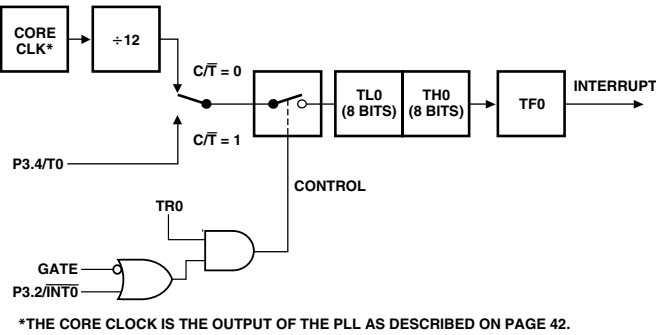 CORE
CLK*
÷12
C/T̅ = 0
C/T̅ = 1
TL0
(8 BITS)
TH0
(8 BITS)
TF0
INTERRUPT
P3.4/T0
CONTROL
TR0
GATE
P3.2/I̅N̅T̅0̅
*THE CORE CLOCK IS THE OUTPUT OF THE PLL AS DESCRIBED ON PAGE 42.